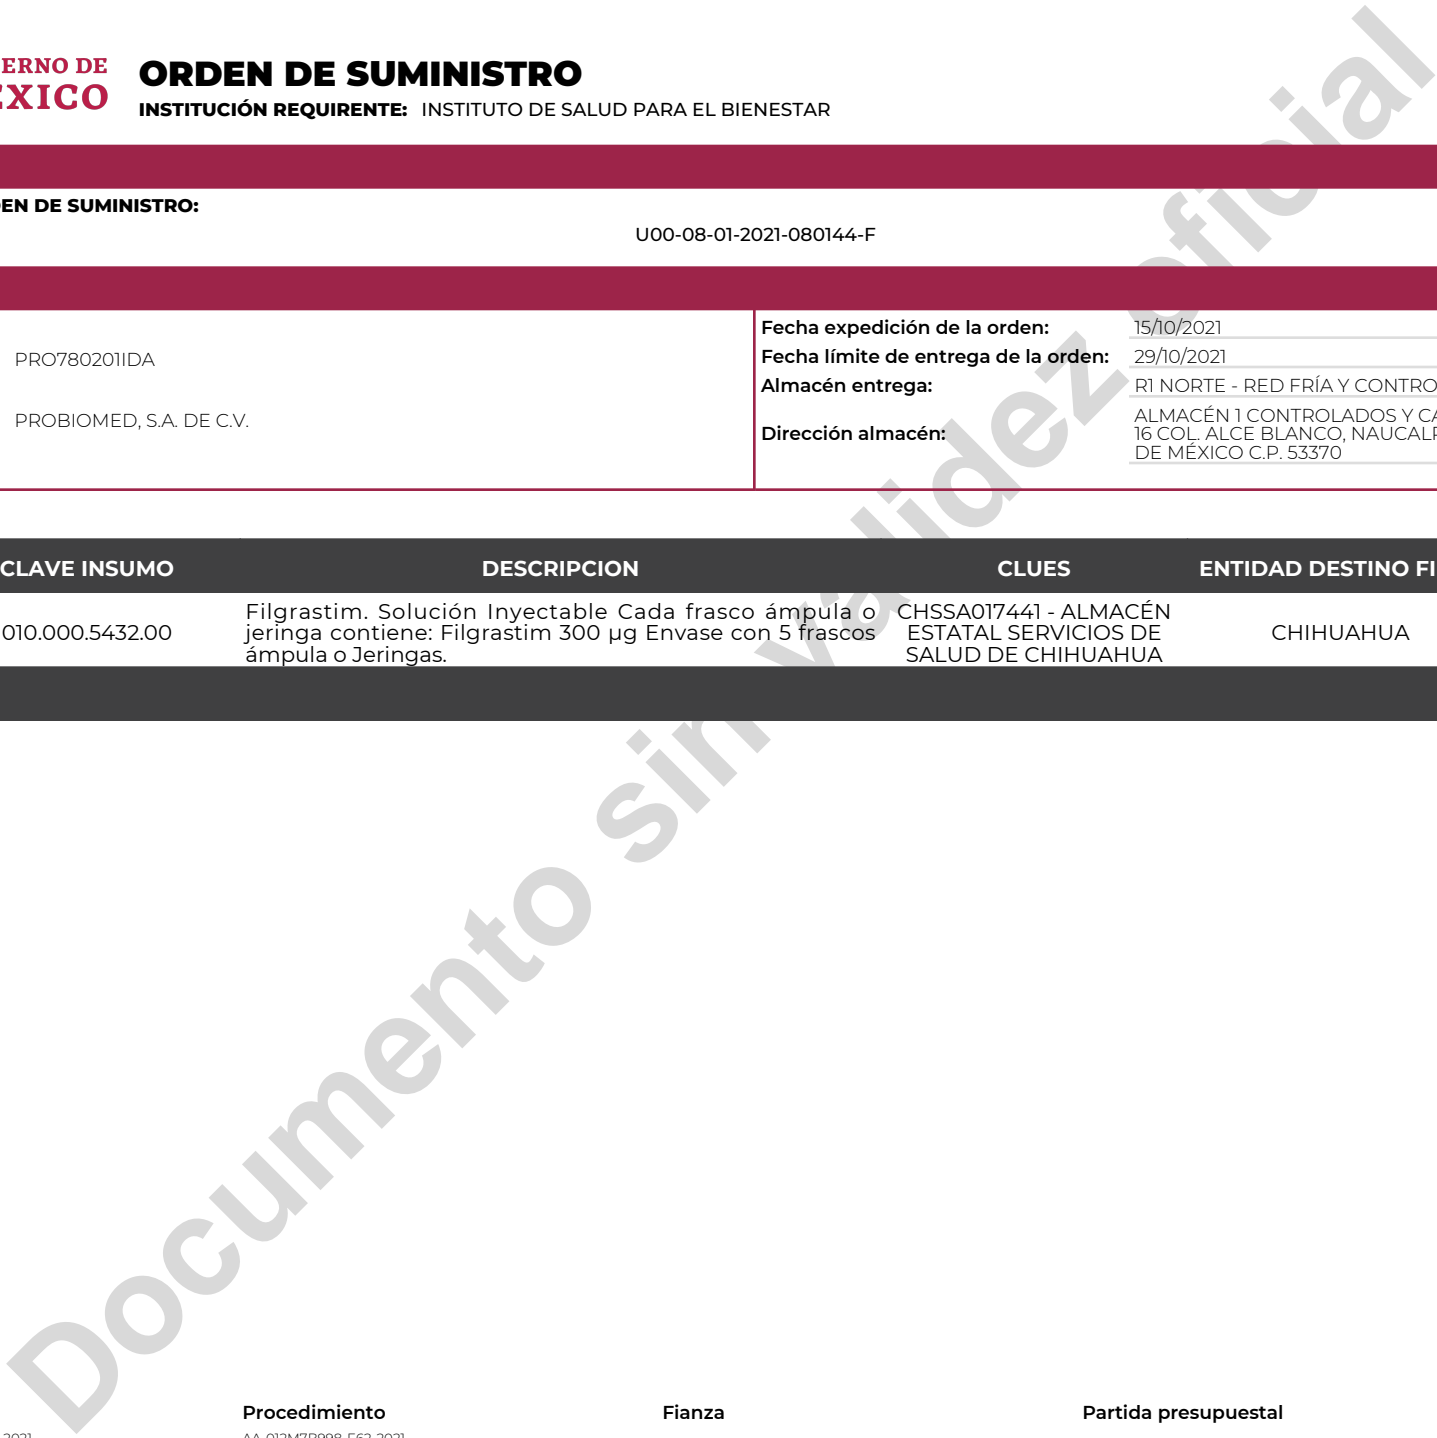 ERNO DE
ÉXICO
ORDEN DE SUMINISTRO
INSTITUCIÓN REQUIRENTE: INSTITUTO DE SALUD PARA EL BIENESTAR
EN DE SUMINISTRO:
U00-08-01-2021-080144-F
PRO780201IDA
PROBIOMED, S.A. DE C.V.
Fecha expedición de la orden: 15/10/2021
Fecha límite de entrega de la orden: 29/10/2021
Almacén entrega: R1 NORTE - RED FRÍA Y CONTRO
Dirección almacén: ALMACÉN 1 CONTROLADOS Y CA
16 COL. ALCE BLANCO, NAUCALP
DE MÉXICO C.P. 53370
CLAVE INSUMO DESCRIPCION CLUES ENTIDAD DESTINO FI
010.000.5432.00
Filgrastim. Solución Inyectable Cada frasco ámpula o
jeringa contiene: Filgrastim 300 µg Envase con 5 frascos
ámpula o Jeringas.
CHSSA017441 - ALMACÉN
ESTATAL SERVICIOS DE
SALUD DE CHIHUAHUA
CHIHUAHUA
Documento sin validez oficial
Procedimiento Fianza Partida presupuestal